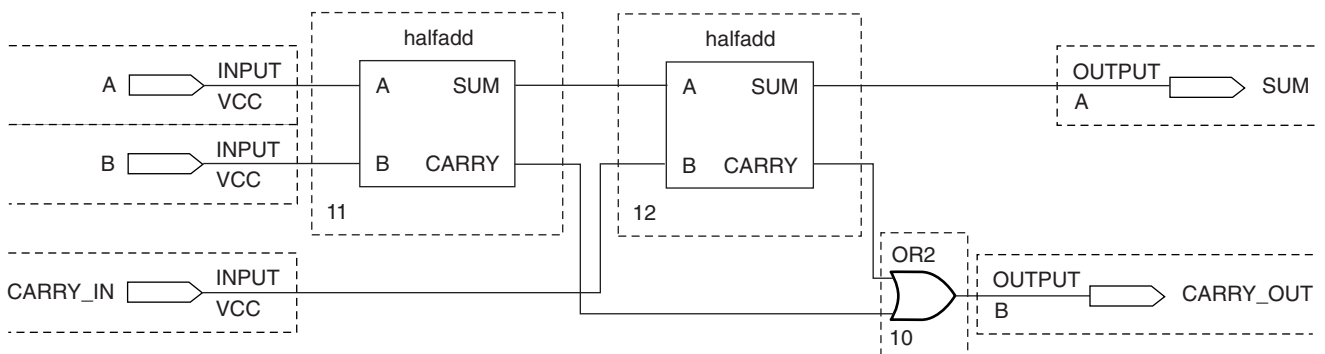 halfadd
halfadd
A
INPUT
VCC
A
SUM
A
SUM
OUTPUT
A
SUM
B
INPUT
VCC
B
CARRY
B
CARRY
11
12
OR2
CARRY_IN
INPUT
VCC
OUTPUT
B
CARRY_OUT
10